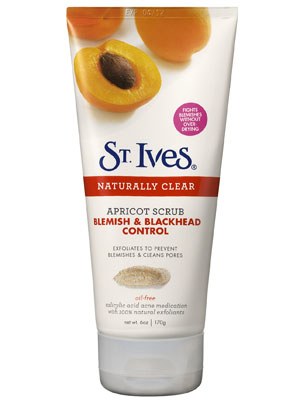 FIGHTS
BLEMISHES
WITHOUT
OVER
DRYING
ST. IVES®
NATURALLY CLEAR
APRICOT SCRUB
BLEMISH & BLACKHEAD
CONTROL
EXFOLIATES TO PREVENT
BLEMISHES & CLEANS PORES
oil-free
salicylic acid acne medication
with 100% natural exfoliants
net wt 6oz | 170g